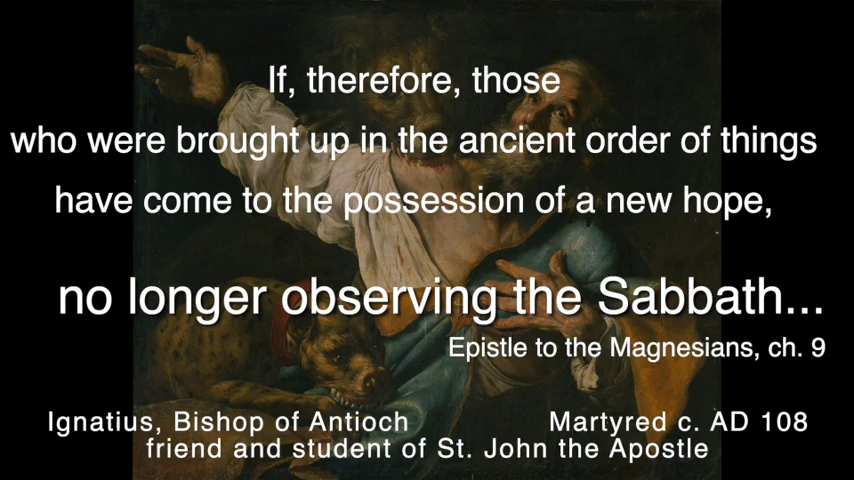 If, therefore, those
who were brought up in the ancient order of things
have come to the possession of a new hope,
no longer observing the Sabbath...
Epistle to the Magnesians, ch. 9
Ignatius, Bishop of Antioch Martyred c. AD 108
friend and student of St. John the Apostle